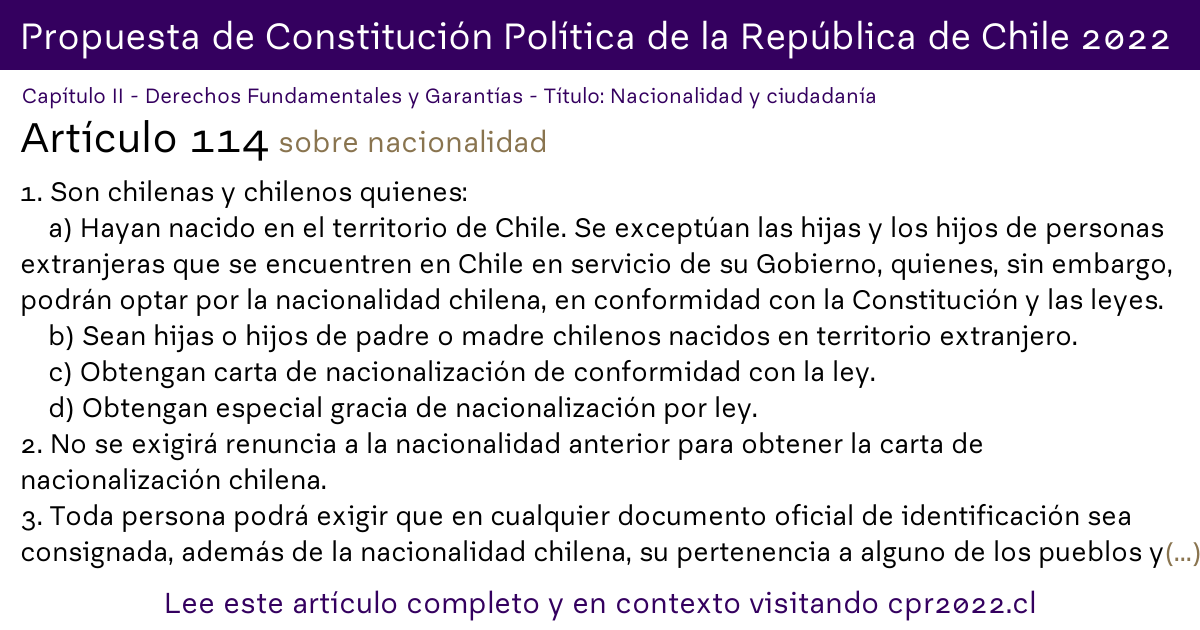 Propuesta de Constitución Política de la República de Chile 2022
Capítulo II - Derechos Fundamentales y Garantías - Título: Nacionalidad y ciudadanía
Artículo 114 sobre nacionalidad
1. Son chilenas y chilenos quienes:
a) Hayan nacido en el territorio de Chile. Se exceptúan las hijas y los hijos de personas
extranjeras que se encuentren en Chile en servicio de su Gobierno, quienes, sin embargo,
podrán optar por la nacionalidad chilena, en conformidad con la Constitución y las leyes.
b) Sean hijas o hijos de padre o madre chilenos nacidos en territorio extranjero.
c) Obtengan carta de nacionalización de conformidad con la ley.
d) Obtengan especial gracia de nacionalización por ley.
2. No se exigirá renuncia a la nacionalidad anterior para obtener la carta de
nacionalización chilena.
3. Toda persona podrá exigir que en cualquier documento oficial de identificación sea
consignada, además de la nacionalidad chilena, su pertenencia a alguno de los pueblos y(...)
Lee este artículo completo y en contexto visitando cpr2022.cl